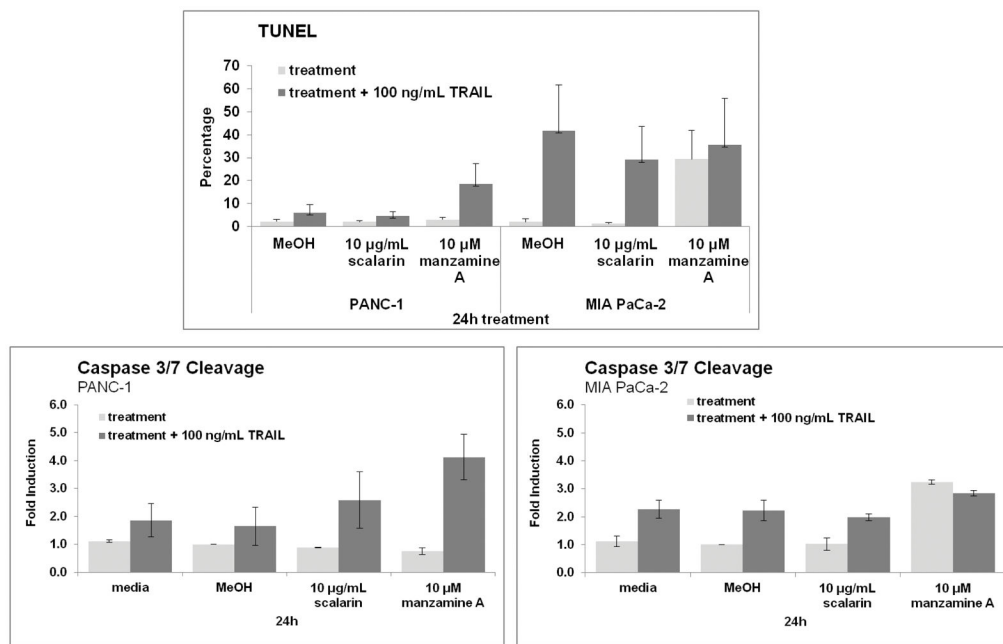 TUNEL
treatment
treatment + 100 ng/mL TRAIL
Percentage
70
60
50
40
30
20
10
0
MeOH
10 µg/mL
scalarin
10 µM
manzamine
A
MeOH
10 µg/mL
scalarin
10 µM
manzamine
A
PANC-1
MIA PaCa-2
24h treatment
Caspase 3/7 Cleavage
PANC-1
treatment
treatment + 100 ng/mL TRAIL
Fold Induction
6.0
5.0
4.0
3.0
2.0
1.0
0.0
media
MeOH
10 µg/mL
scalarin
10 µM
manzamine A
24h
Caspase 3/7 Cleavage
MIA PaCa-2
treatment
treatment + 100 ng/mL TRAIL
Fold Induction
6.0
5.0
4.0
3.0
2.0
1.0
0.0
media
MeOH
10 µg/mL
scalarin
10 µM
manzamine A
24h